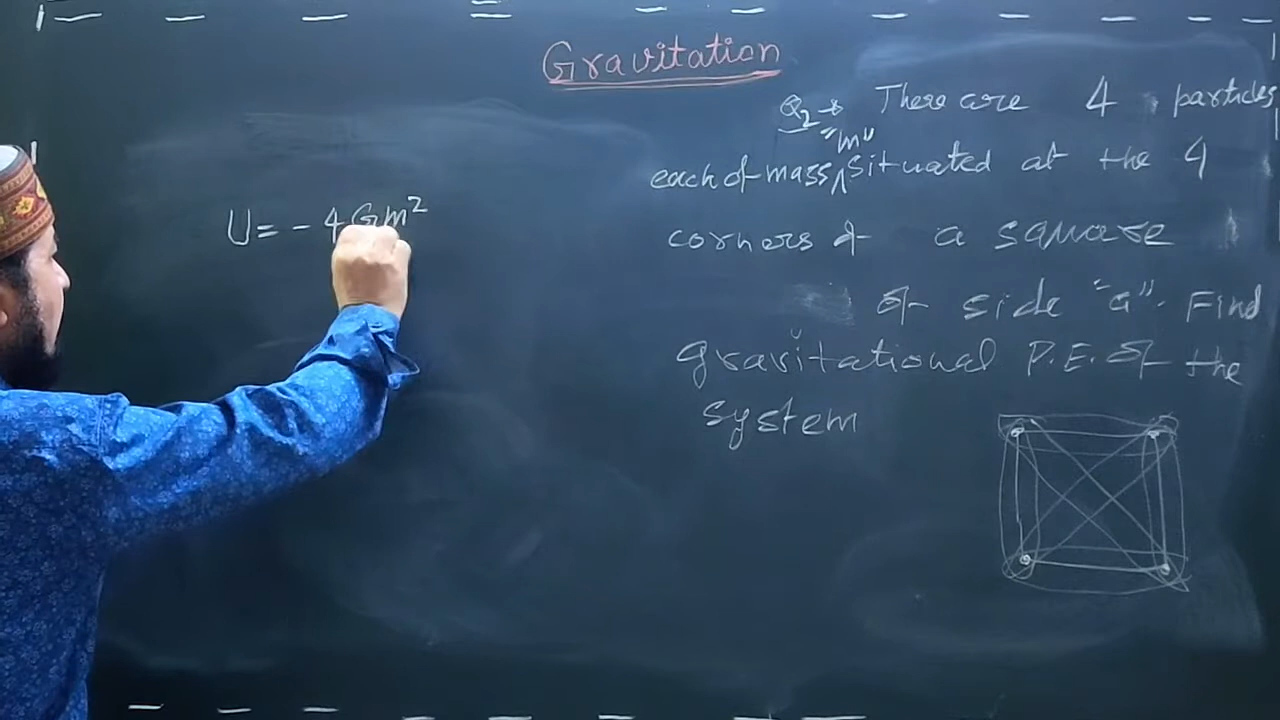 Gravitation
Q2 → There are 4 particles
each of mass "m" situated at the 4
corners of a square
of side "a". Find
gravitational P.E. of the
system
U = - 4 Gm²